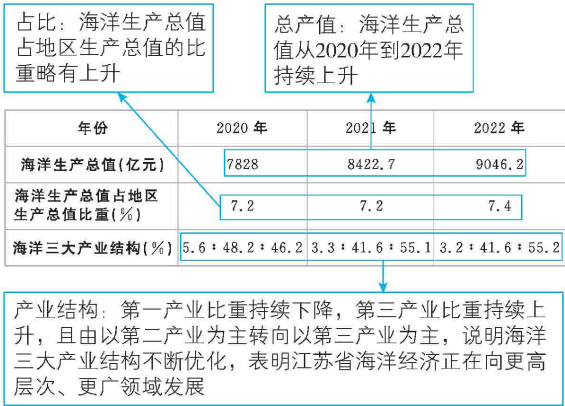 占比：海洋生产总值
占地区生产总值的比
重略有上升
总产值：海洋生产总
值从2020年到2022年
持续上升
年份 2020 年 2021 年 2022 年
海洋生产总值(亿元) 7828 8422.7 9046.2
海洋生产总值占地区
生产总值比重(%) 7.2 7.2 7.4
海洋三大产业结构(%) 5.6∶48.2∶46.2 3.3∶41.6∶55.1 3.2∶41.6∶55.2
产业结构：第一产业比重持续下降，第三产业比重持续上
升，且由以第二产业为主转向以第三产业为主，说明海洋
三大产业结构不断优化，表明江苏省海洋经济正在向更高
层次、更广领域发展